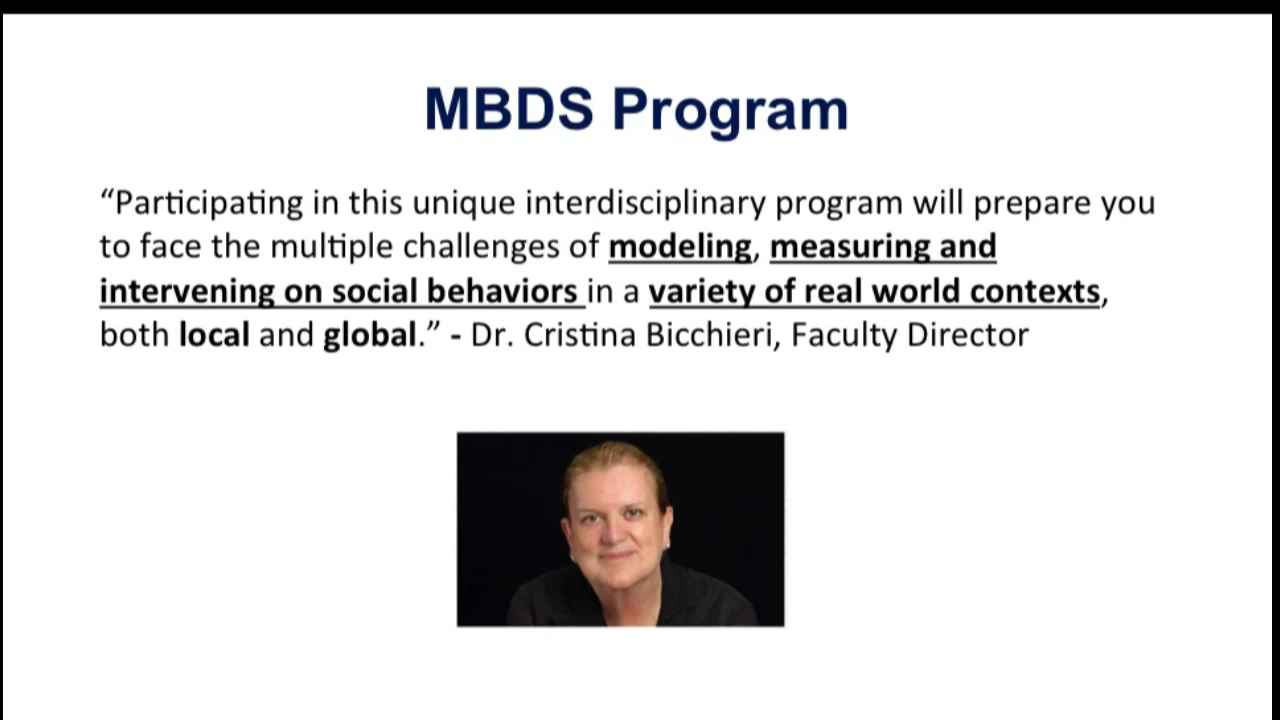 MBDS Program
“Participating in this unique interdisciplinary program will prepare you
to face the multiple challenges of modeling, measuring and
intervening on social behaviors in a variety of real world contexts,
both local and global.” - Dr. Cristina Bicchieri, Faculty Director